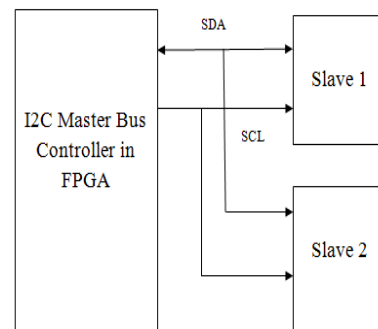 SDA
Slave 1
I2C Master Bus
Controller in
FPGA
SCL
Slave 2